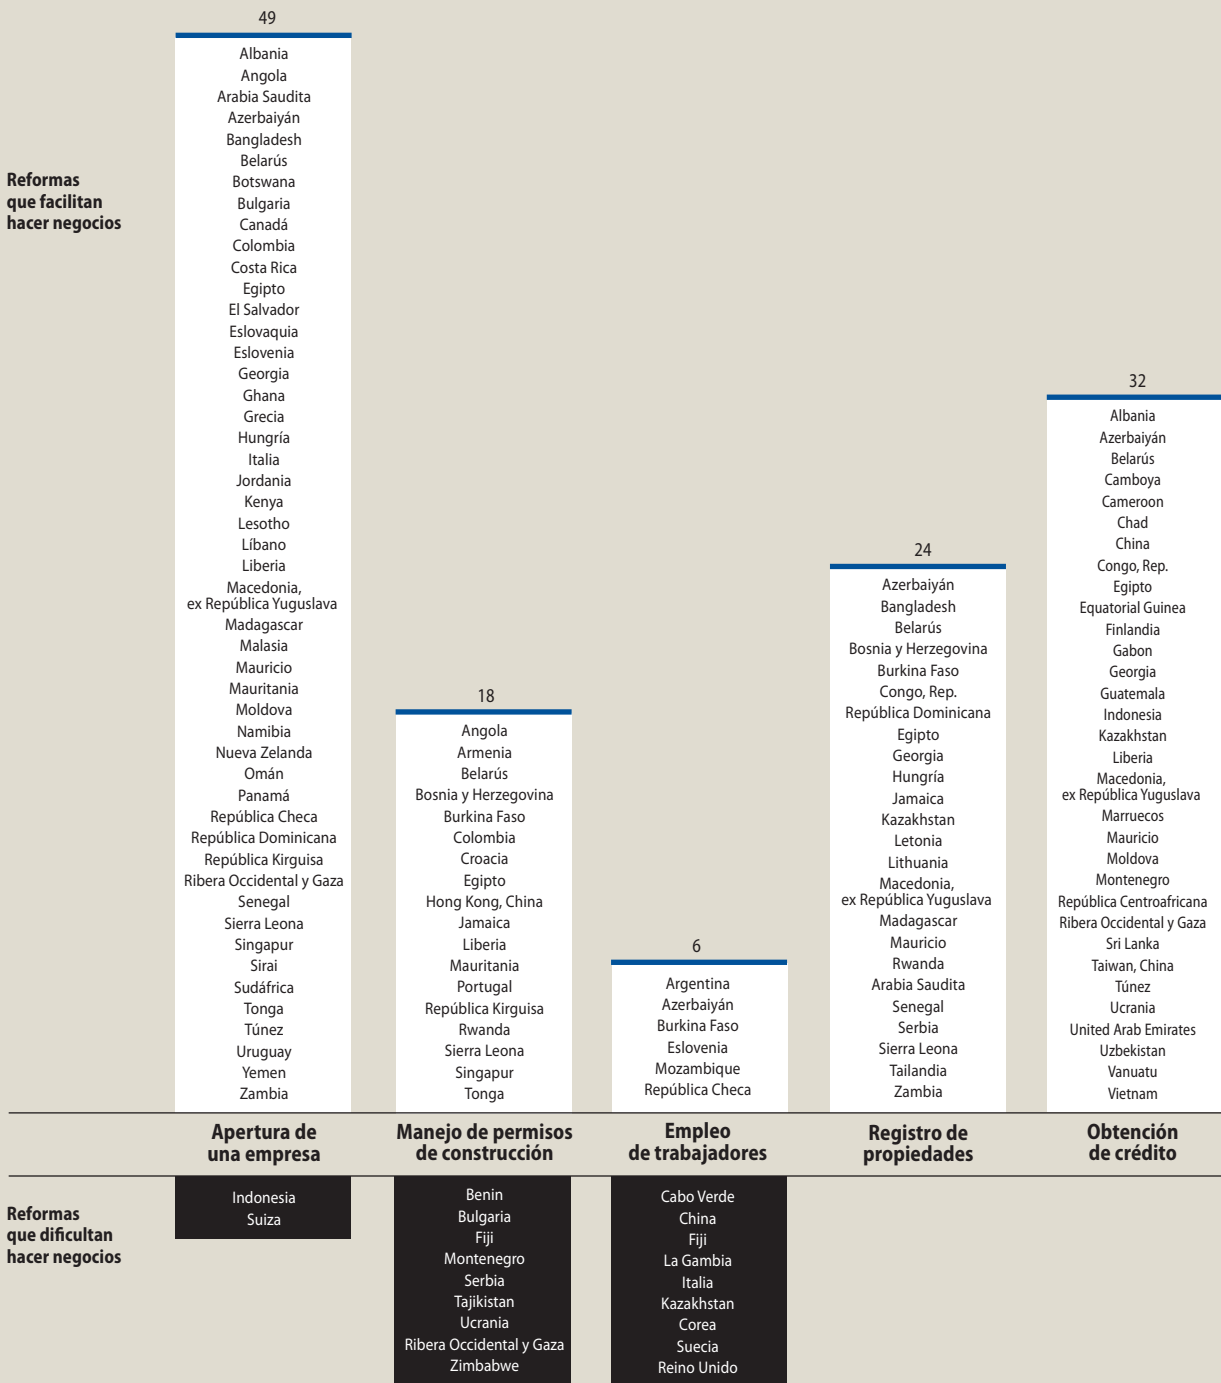 Reformas
que facilitan
hacer negocios
49
Albania
Angola
Arabia Saudita
Azerbaiyán
Bangladesh
Belarús
Botswana
Bulgaria
Canadá
Colombia
Costa Rica
Egipto
El Salvador
Eslovaquia
Eslovenia
Georgia
Ghana
Grecia
Hungría
Italia
Jordania
Kenya
Lesotho
Líbano
Liberia
Macedonia,
ex República Yuguslava
Madagascar
Malasia
Mauricio
Mauritania
Moldova
Namibia
Nueva Zelanda
Omán
Panamá
República Checa
República Dominicana
República Kirguisa
Ribera Occidental y Gaza
Senegal
Sierra Leona
Singapur
Sirai
Sudáfrica
Tonga
Túnez
Uruguay
Yemen
Zambia
18
Angola
Armenia
Belarús
Bosnia y Herzegovina
Burkina Faso
Colombia
Croacia
Egipto
Hong Kong, China
Jamaica
Liberia
Mauritania
Portugal
República Kirguisa
Rwanda
Sierra Leona
Singapur
Tonga
6
Argentina
Azerbaiyán
Burkina Faso
Eslovenia
Mozambique
República Checa
24
Azerbaiyán
Bangladesh
Belarús
Bosnia y Herzegovina
Burkina Faso
Congo, Rep.
República Dominicana
Egipto
Georgia
Hungría
Jamaica
Kazakhstan
Letonia
Lithuania
Macedonia,
ex República Yuguslava
Madagascar
Mauricio
Rwanda
Arabia Saudita
Senegal
Serbia
Sierra Leona
Tailandia
Zambia
32
Albania
Azerbaiyán
Belarús
Camboya
Cameroon
Chad
China
Congo, Rep.
Egipto
Equatorial Guinea
Finlandia
Gabon
Georgia
Guatemala
Indonesia
Kazakhstan
Liberia
Macedonia,
ex República Yuguslava
Marruecos
Mauricio
Moldova
Montenegro
República Centroafricana
Ribera Occidental y Gaza
Sri Lanka
Taiwan, China
Túnez
Ucrania
United Arab Emirates
Uzbekistan
Vanuatu
Vietnam
Apertura de
una empresa
Manejo de permisos
de construcción
Empleo
de trabajadores
Registro de
propiedades
Obtención
de crédito
Reformas
que dificultan
hacer negocios
Indonesia
Suiza
Benin
Bulgaria
Fiji
Montenegro
Serbia
Tajikistan
Ucrania
Ribera Occidental y Gaza
Zimbabwe
Cabo Verde
China
Fiji
La Gambia
Italia
Kazakhstan
Corea
Suecia
Reino Unido